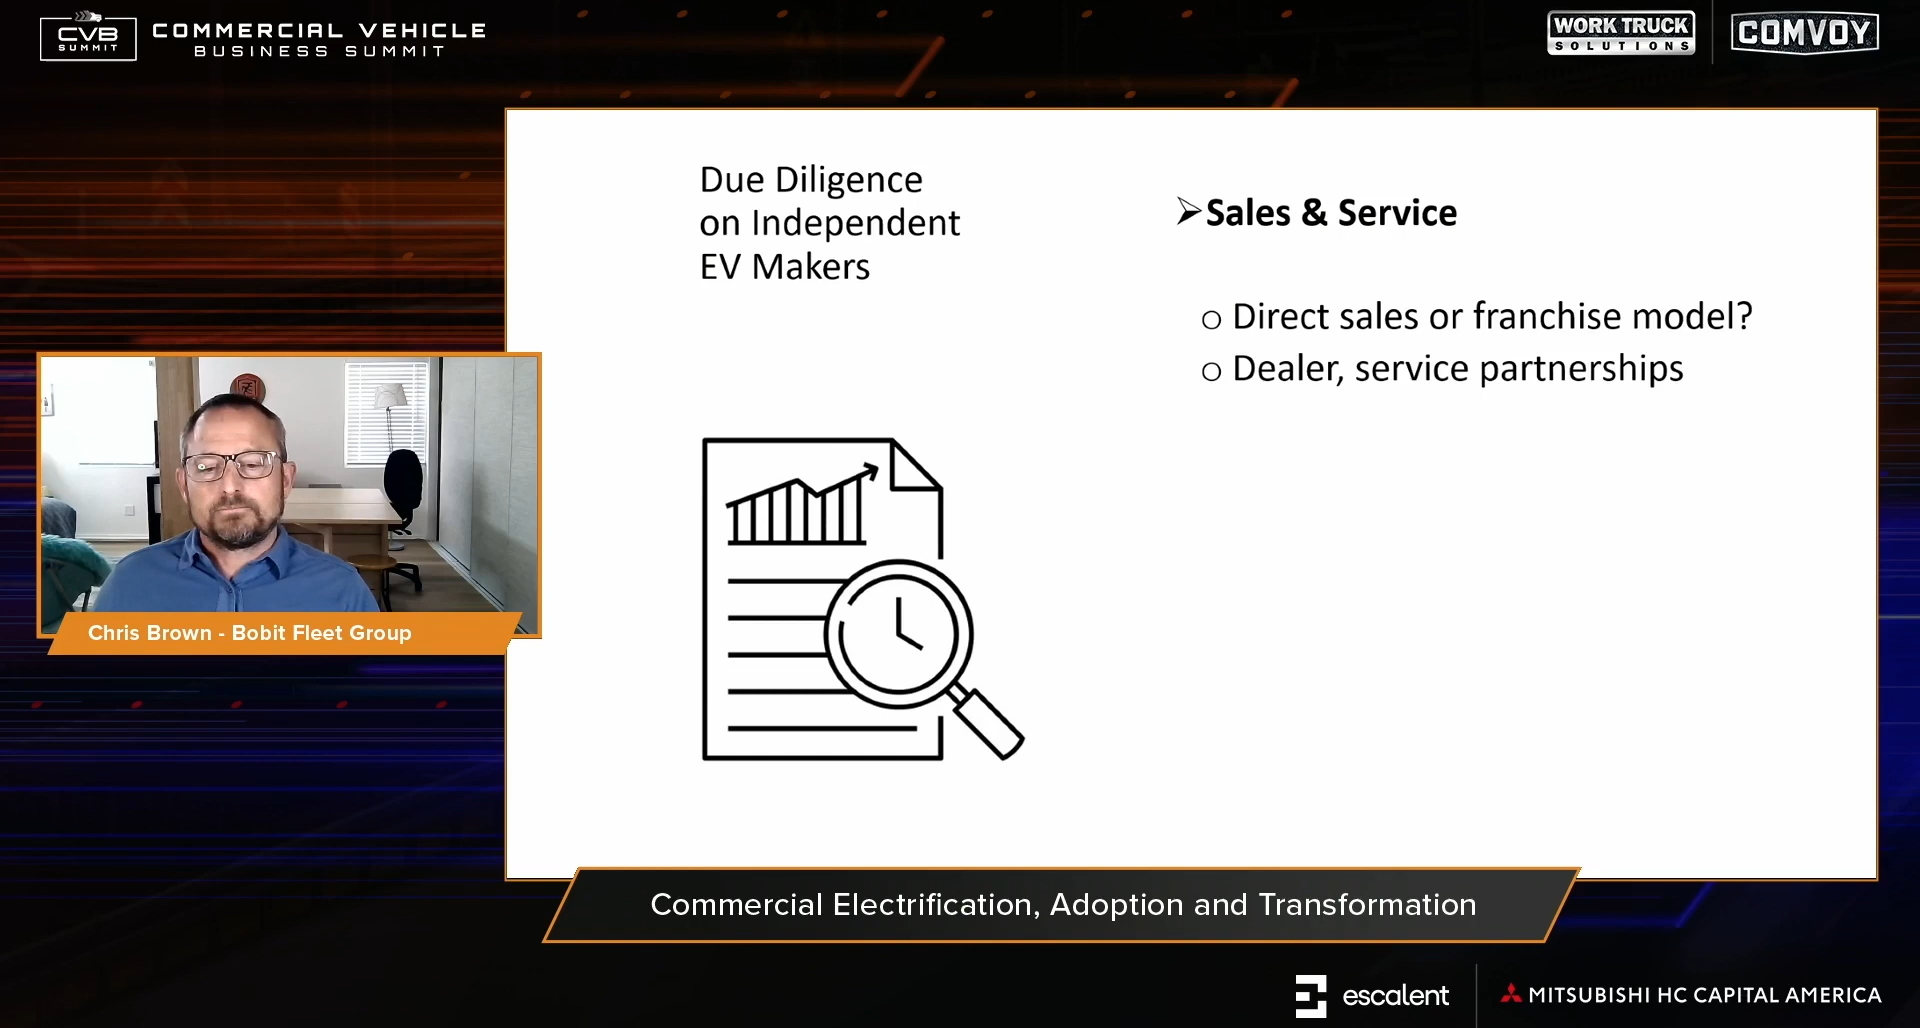 CVB
SUMMIT
COMMERCIAL VEHICLE
BUSINESS SUMMIT
WORK TRUCK
SOLUTIONS
COMVOY
Due Diligence
on Independent
EV Makers
➢Sales & Service
o Direct sales or franchise model?
o Dealer, service partnerships
Chris Brown - Bobit Fleet Group
Commercial Electrification, Adoption and Transformation
escalent
MITSUBISHI HC CAPITAL AMERICA